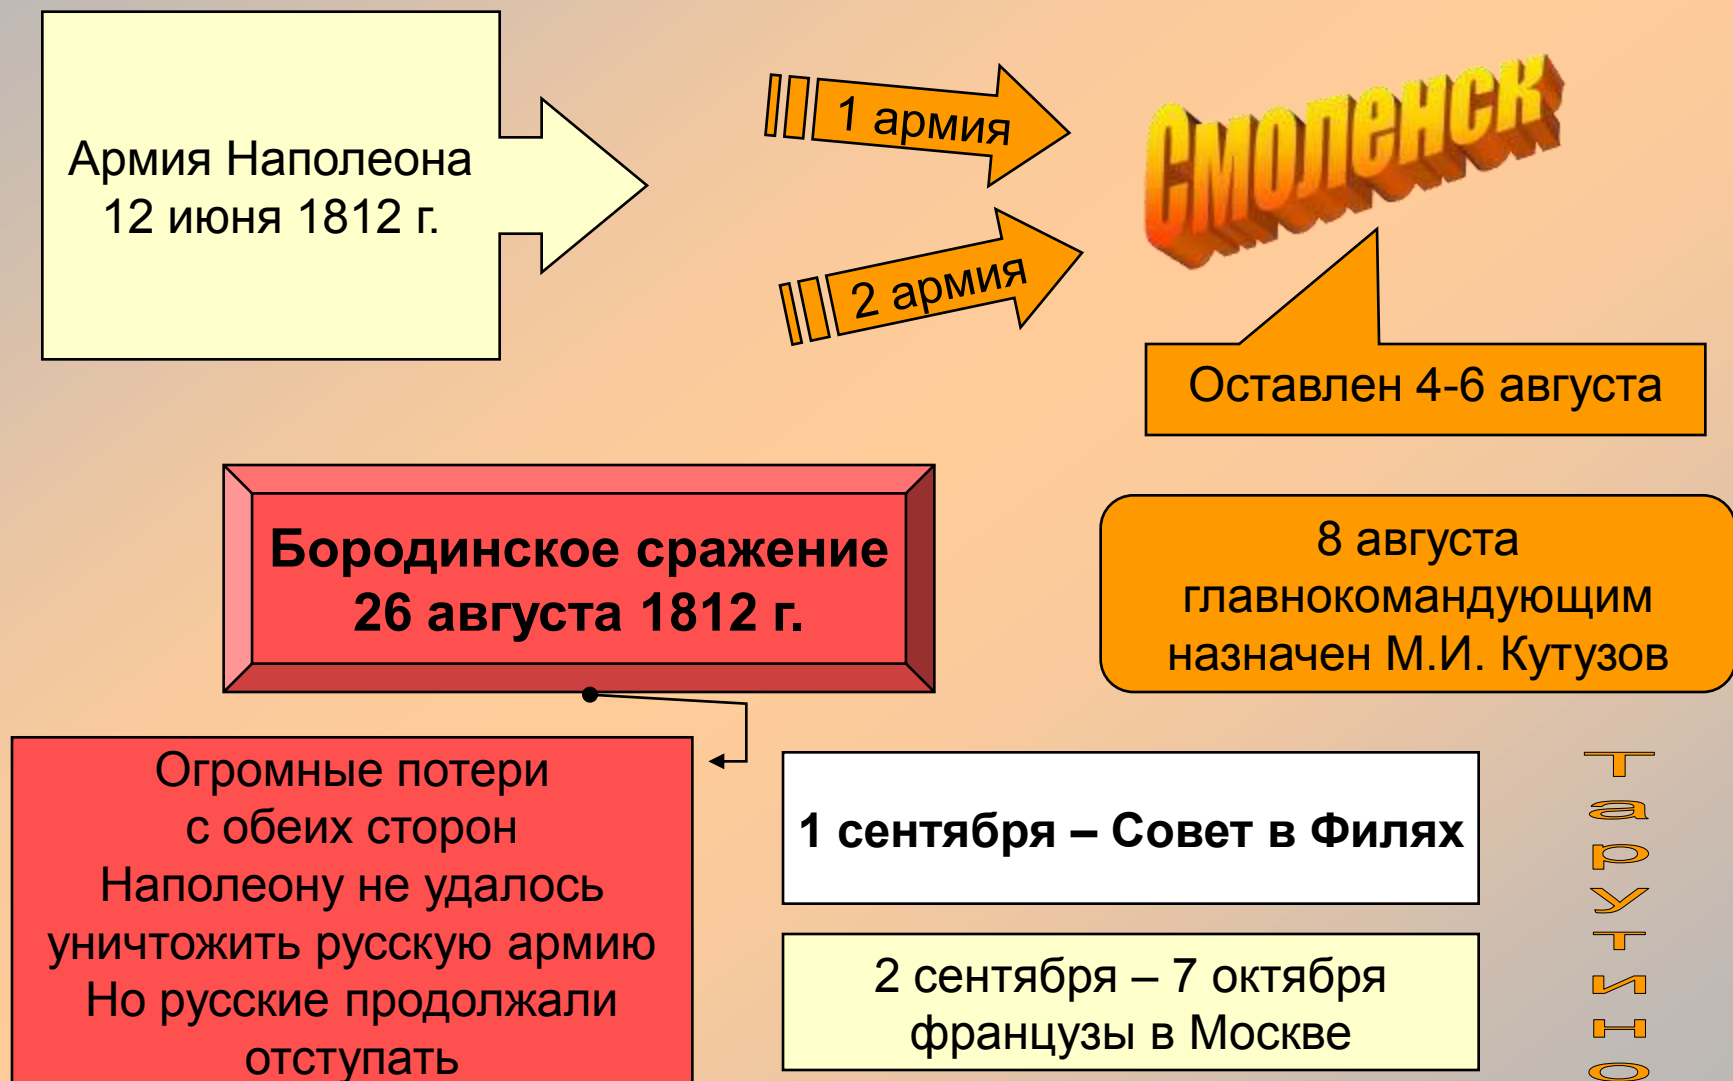 Армия Наполеона
12 июня 1812 г.
1 армия
2 армия
Смоленск
Оставлен 4-6 августа
Бородинское сражение
26 августа 1812 г.
8 августа
главнокомандующим
назначен М.И. Кутузов
Огромные потери
с обеих сторон
Наполеону не удалось
уничтожить русскую армию
Но русские продолжали
отступать
1 сентября – Совет в Филях
2 сентября – 7 октября
французы в Москве
Тарутино